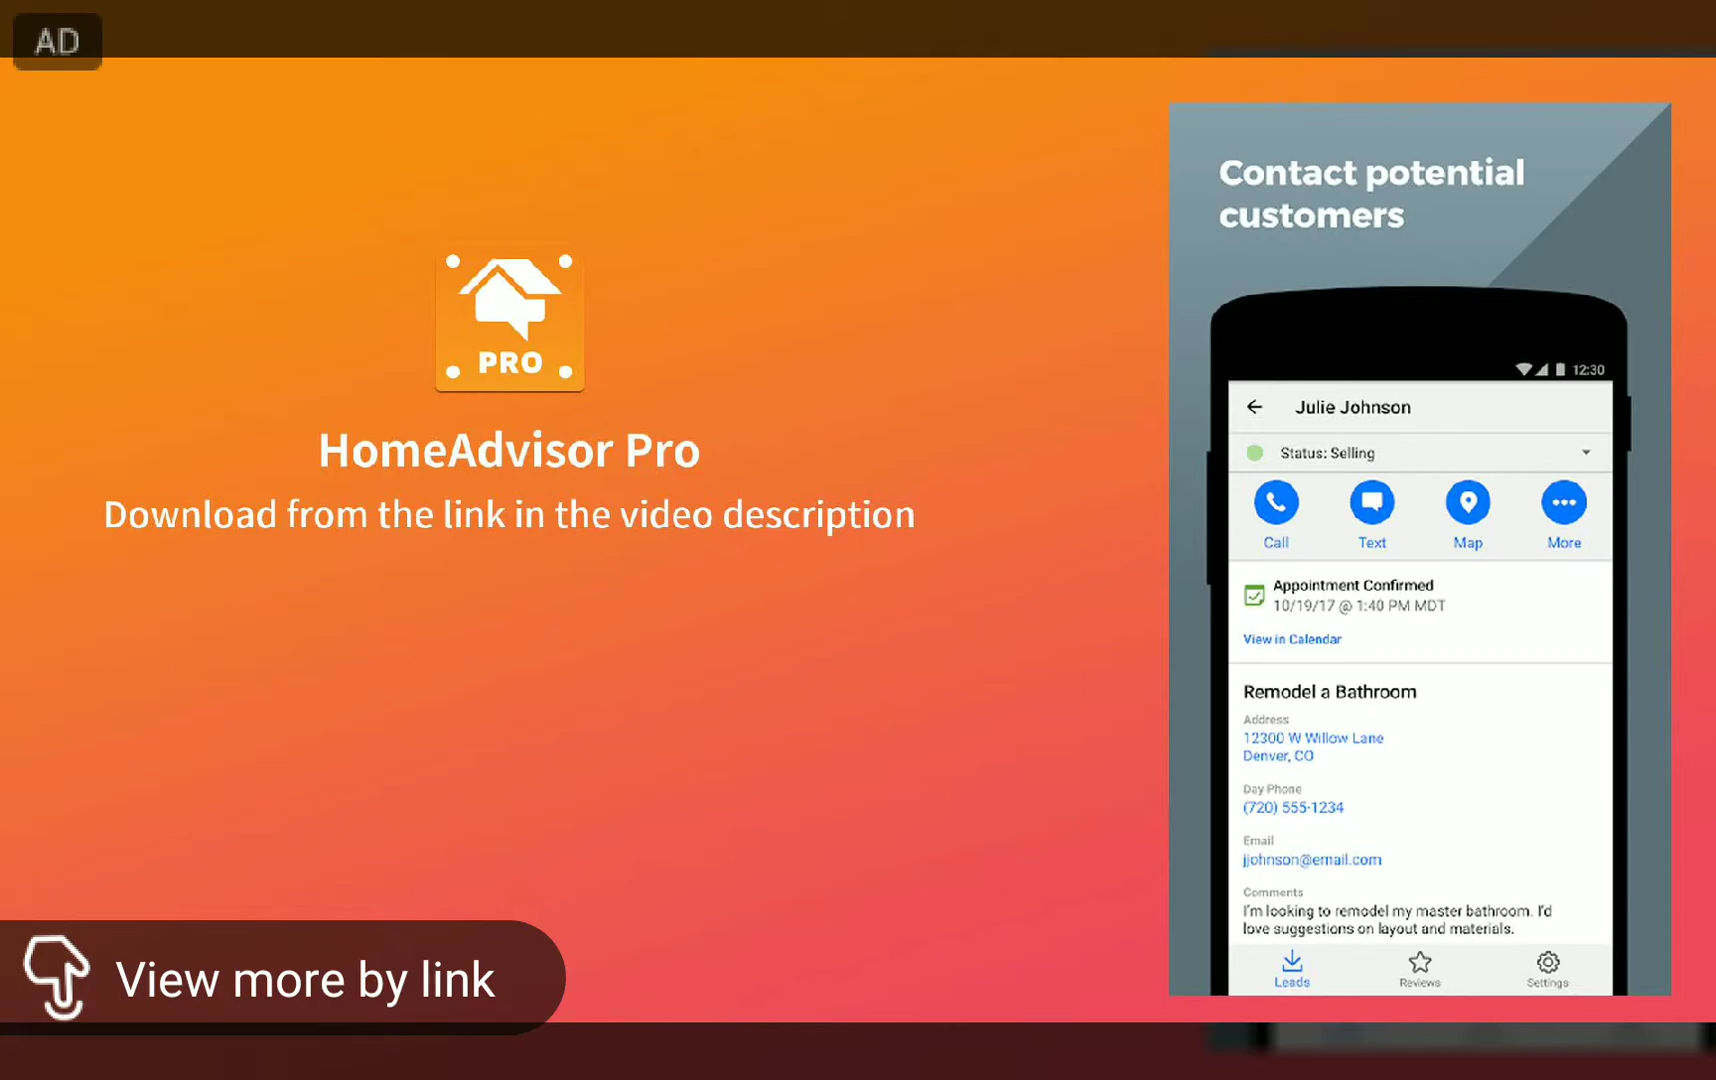 AD
PRO
HomeAdvisor Pro
Download from the link in the video description
View more by link
Contact potential
customers
12:30
Julie Johnson
Status: Selling
Call Text Map More
Appointment Confirmed
10/19/17 @ 1:40 PM MDT
View in Calendar
Remodel a Bathroom
Address
12300 W Willow Lane
Denver, CO
Day Phone
(720) 555-1234
Email
jjohnson@email.com
Comments
I'm looking to remodel my master bathroom. I'd
love suggestions on layout and materials.
Leads Reviews Settings